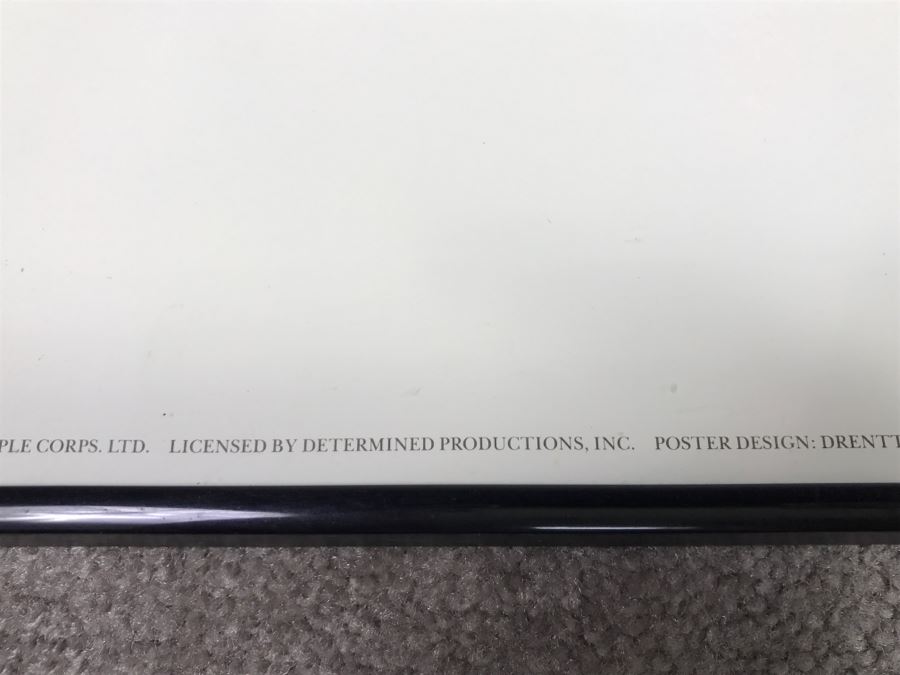 PLE CORPS. LTD. LICENSED BY DETERMINED PRODUCTIONS, INC. POSTER DESIGN: DRENTT